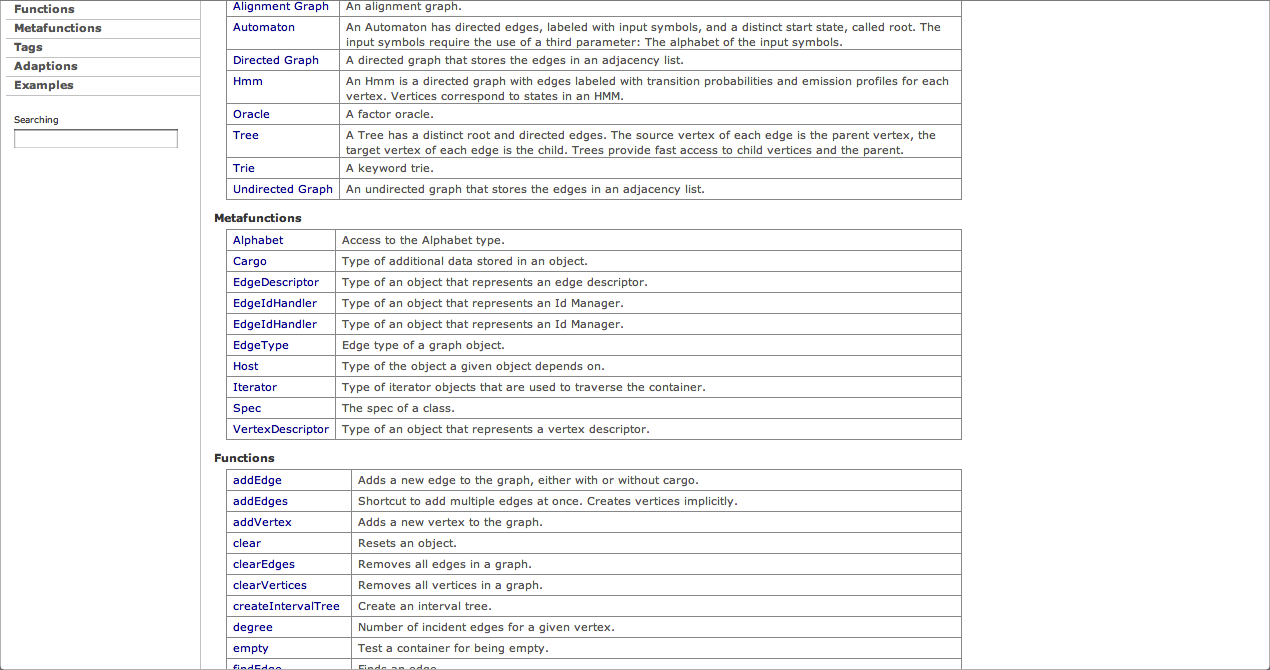 Functions
Metafunctions
Tags
Adaptions
Examples
Searching
Alignment Graph An alignment graph.
Automaton An Automaton has directed edges, labeled with input symbols, and a distinct start state, called root. The
input symbols require the use of a third parameter: The alphabet of the input symbols.
Directed Graph A directed graph that stores the edges in an adjacency list.
Hmm An Hmm is a directed graph with edges labeled with transition probabilities and emission profiles for each
vertex. Vertices correspond to states in an HMM.
Oracle A factor oracle.
Tree A Tree has a distinct root and directed edges. The source vertex of each edge is the parent vertex, the
target vertex of each edge is the child. Trees provide fast access to child vertices and the parent.
Trie A keyword trie.
Undirected Graph An undirected graph that stores the edges in an adjacency list.
Metafunctions
Alphabet Access to the Alphabet type.
Cargo Type of additional data stored in an object.
EdgeDescriptor Type of an object that represents an edge descriptor.
EdgeIdHandler Type of an object that represents an Id Manager.
EdgeIdHandler Type of an object that represents an Id Manager.
EdgeType Edge type of a graph object.
Host Type of the object a given object depends on.
Iterator Type of iterator objects that are used to traverse the container.
Spec The spec of a class.
VertexDescriptor Type of an object that represents a vertex descriptor.
Functions
addEdge Adds a new edge to the graph, either with or without cargo.
addEdges Shortcut to add multiple edges at once. Creates vertices implicitly.
addVertex Adds a new vertex to the graph.
clear Resets an object.
clearEdges Removes all edges in a graph.
clearVertices Removes all vertices in a graph.
createIntervalTree Create an interval tree.
degree Number of incident edges for a given vertex.
empty Test a container for being empty.
findEdge Finds an edge.